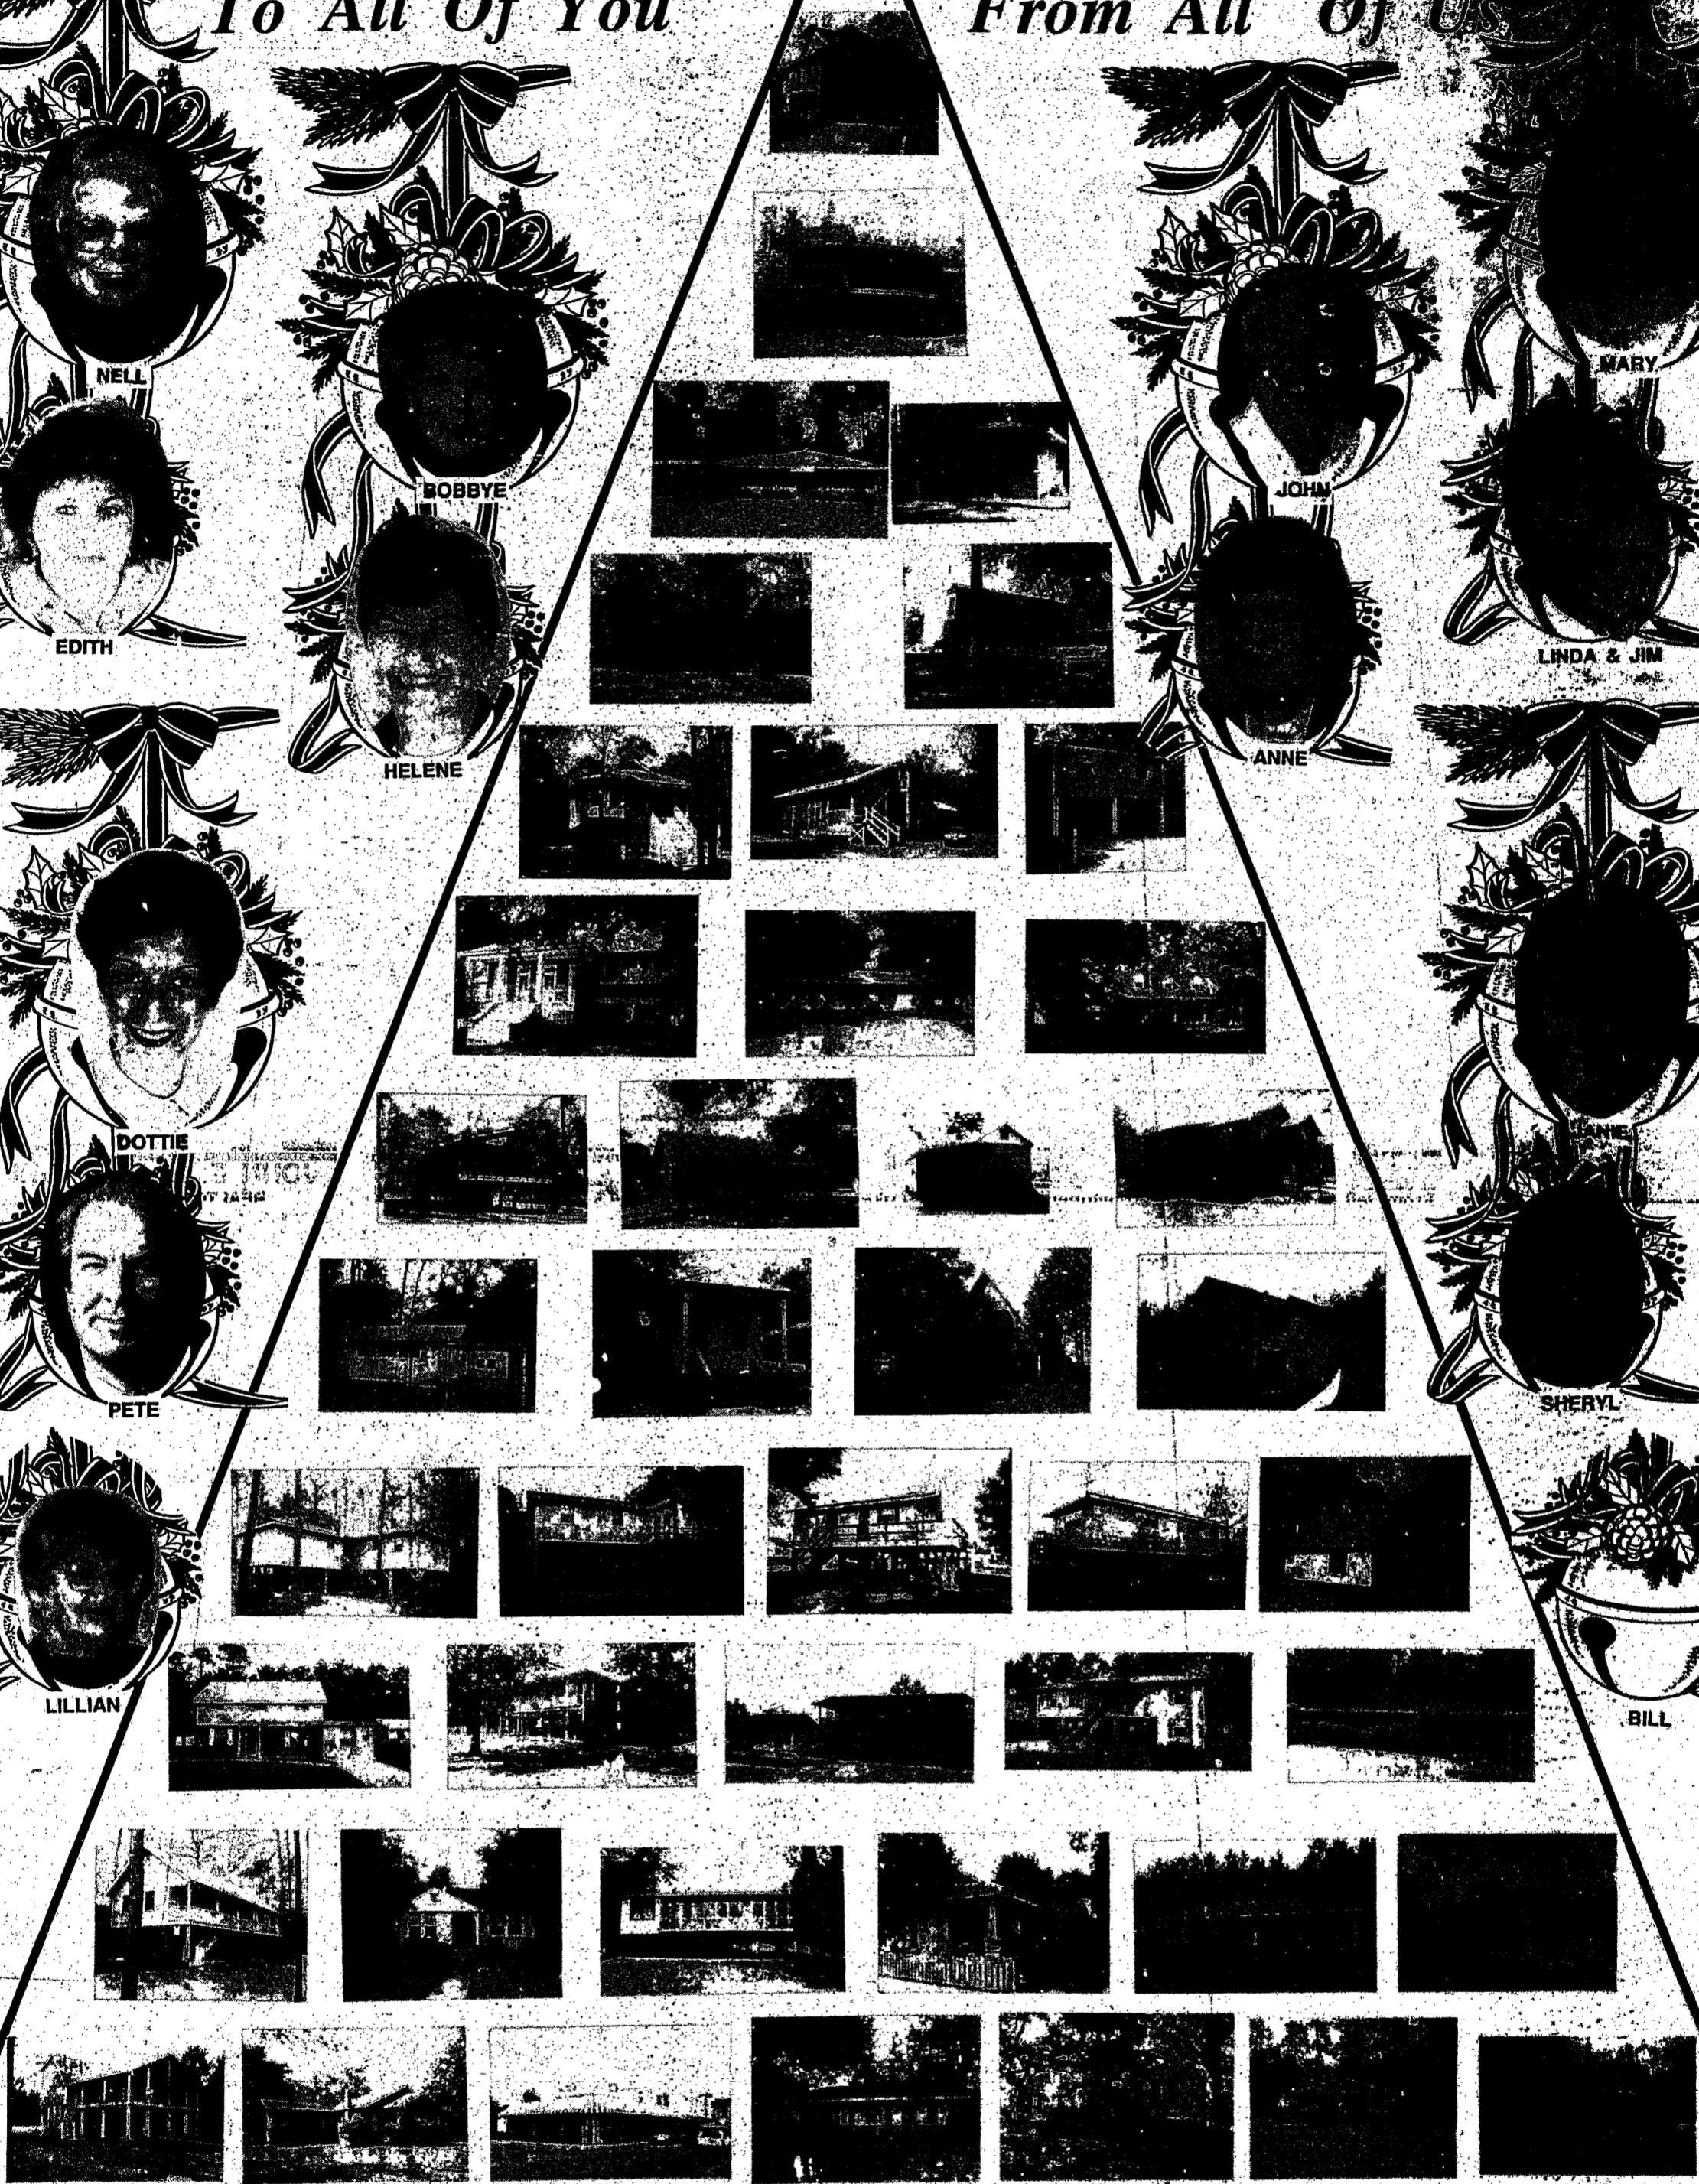 To All Of You From All Of Us
NELL
BOBBYE
JOHN
MARY
EDITH
HELENE
ANNE
LINDA & JIM
DOTTIE
PETE
SHERYL
LILLIAN
BILL